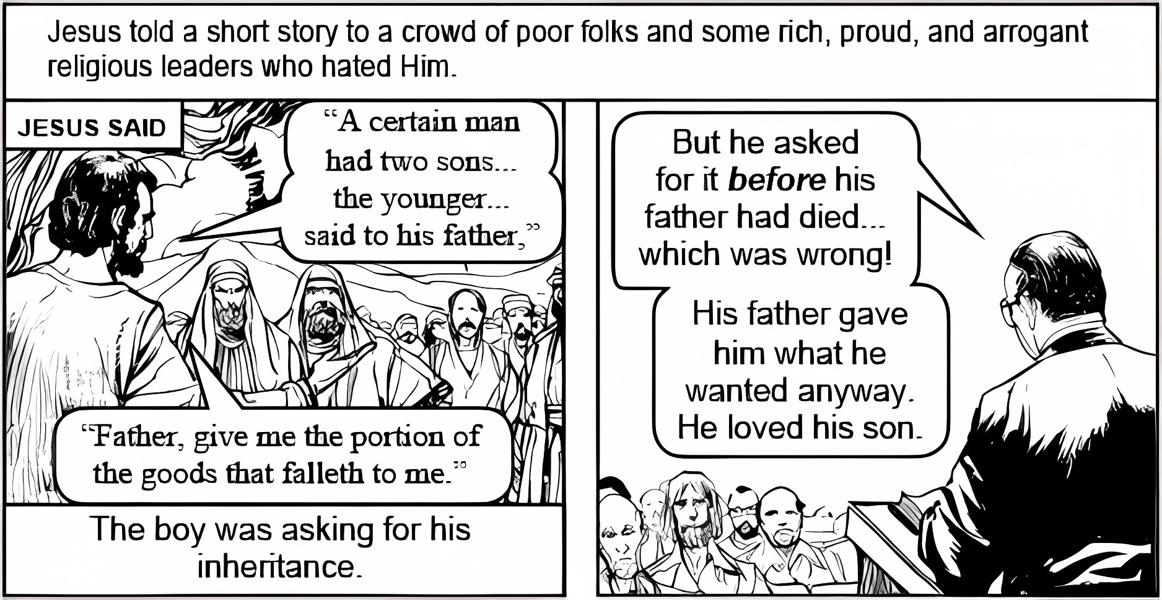 Jesus told a short story to a crowd of poor folks and some rich, proud, and arrogant
religious leaders who hated Him.
JESUS SAID
“A certain man
had two sons...
the younger...
said to his father,”
“Father, give me the portion of
the goods that falleth to me.”
The boy was asking for his
inheritance.
But he asked
for it before his
father had died...
which was wrong!
His father gave
him what he
wanted anyway.
He loved his son.